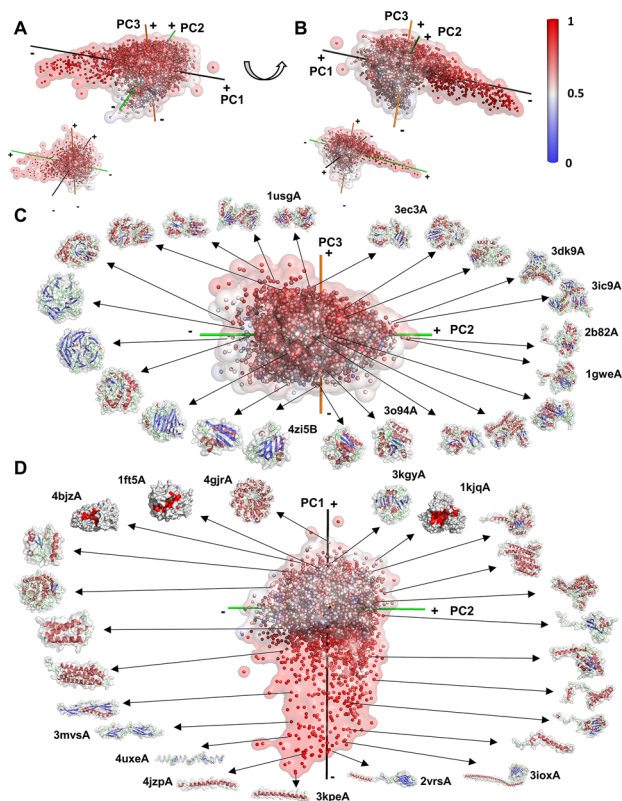 A
PC3
+
+
PC2
-
+
PC1
-
-
+
+
+
-
-
-
B
PC3
+
+
PC2
PC1
+
-
-
+
-
-
+
-
1
0.5
0
C
1usgA
3ec3A
3dk9A
3ic9A
2b82A
1gweA
PC3
+
-
+ PC2
-
4zi5B
3o94A
D
4bjzA
1ft5A
4gjrA
PC1 +
3kgyA
1kjqA
-
+ PC2
3mvsA
4uxeA
4jzpA
3kpeA
-
2vrsA
3ioxA